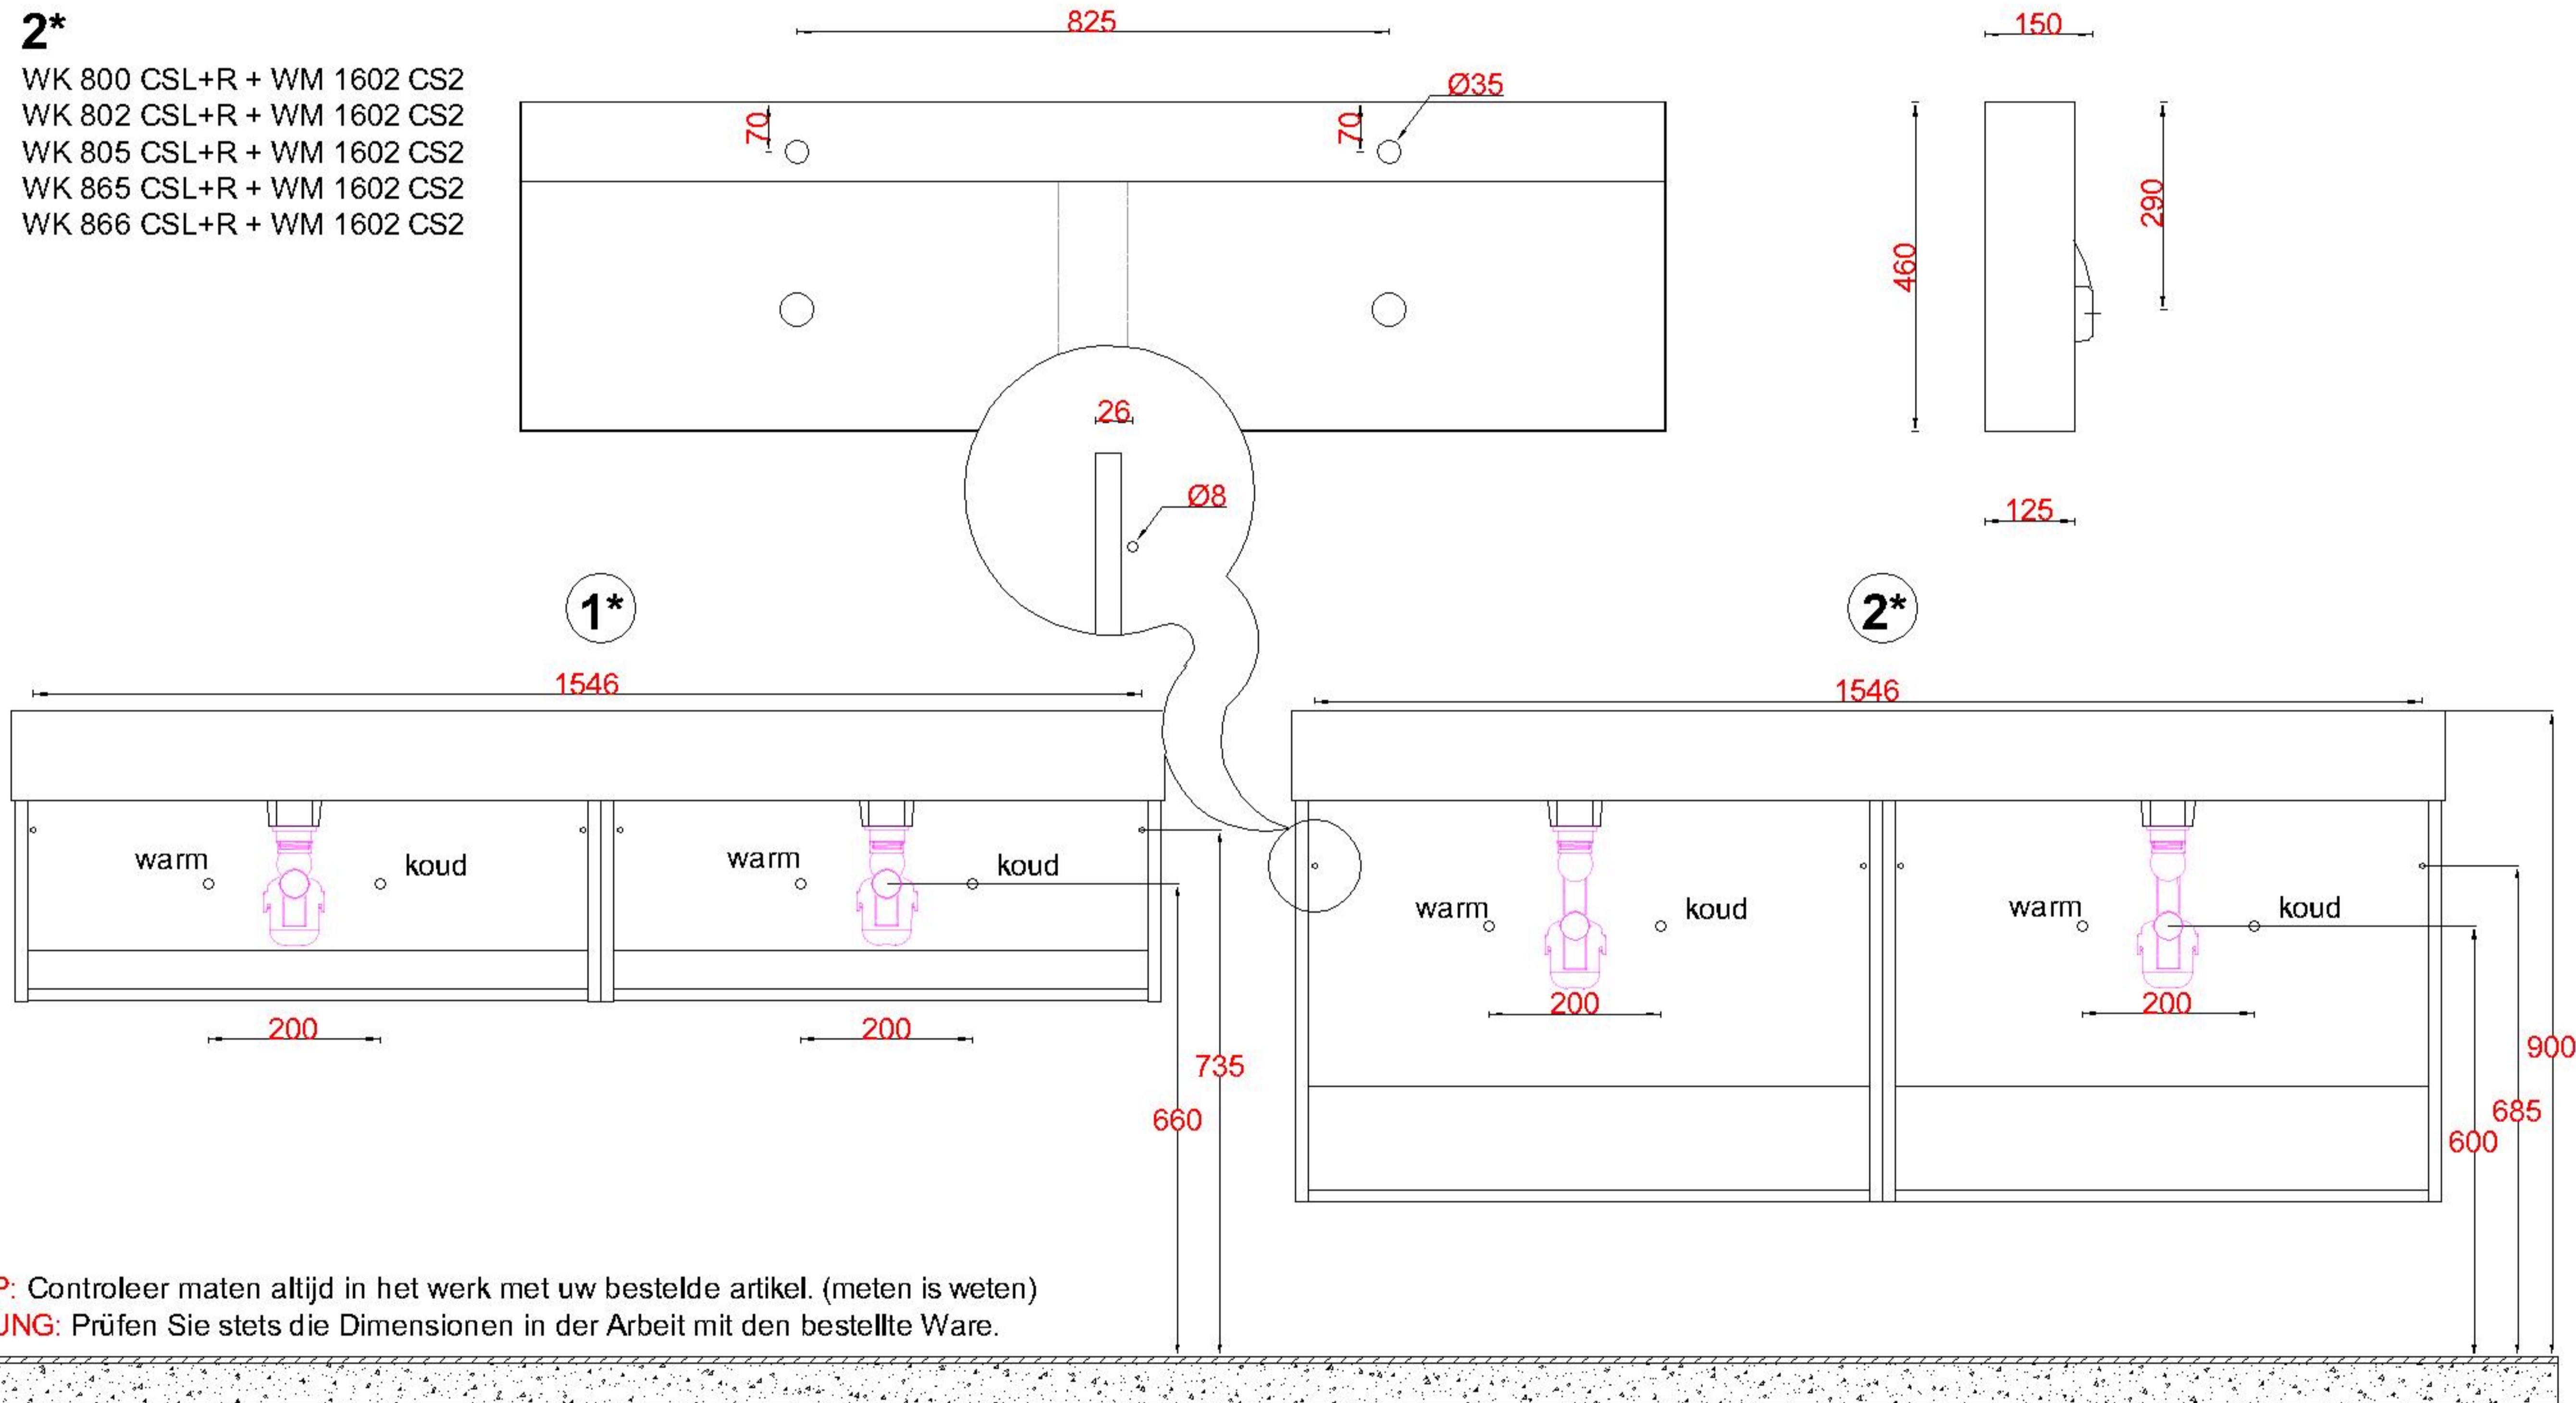 2*
WK 800 CSL+R + WM 1602 CS2
WK 802 CSL+R + WM 1602 CS2
WK 805 CSL+R + WM 1602 CS2
WK 865 CSL+R + WM 1602 CS2
WK 866 CSL+R + WM 1602 CS2
825
150
Ø35
70
70
460
290
26
Ø8
125
1*
2*
1546
1546
warm
koud
warm
koud
warm
koud
warm
koud
200
200
200
200
735
660
900
685
600
P: Controleer maten altijd in het werk met uw bestelde artikel. (meten is weten)
UNG: Prüfen Sie stets die Dimensionen in der Arbeit mit den bestellte Ware.